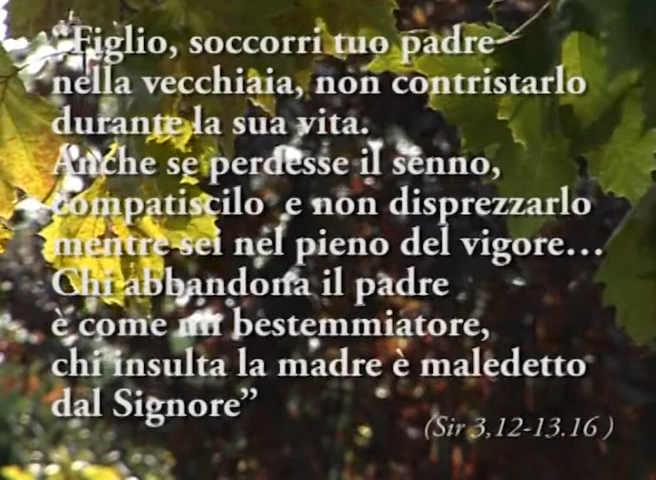 “Figlio, soccorri tuo padre
nella vecchiaia, non contristarlo
durante la sua vita.
Anche se perdesse il senno,
compatiscilo e non disprezzarlo
mentre sei nel pieno del vigore…
Chi abbandona il padre
è come un bestemmiatore,
chi insulta la madre è maledetto
dal Signore”
(Sir 3,12-13.16 )